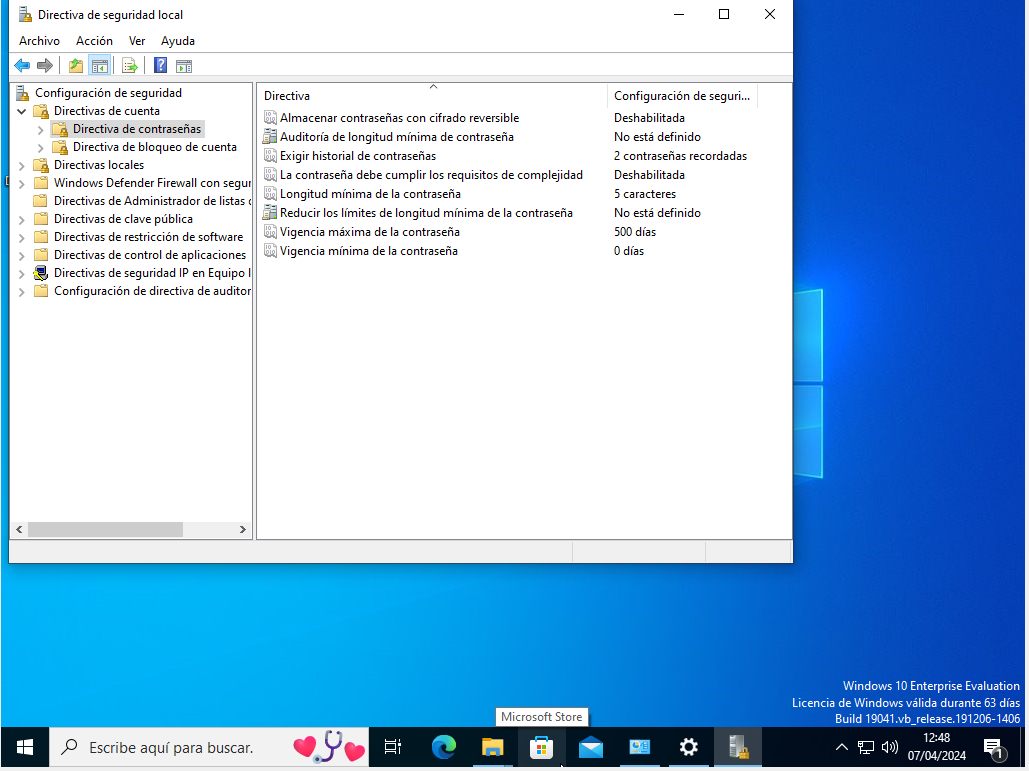 Directiva de seguridad local
Archivo Acción Ver Ayuda
Configuración de seguridad
Directivas de cuenta
Directiva de contraseñas
Directiva de bloqueo de cuenta
Directivas locales
Windows Defender Firewall con segur
Directivas de Administrador de listas
Directivas de clave pública
Directivas de restricción de software
Directivas de control de aplicaciones
Directivas de seguridad IP en Equipo l
Configuración de directiva de auditor
Directiva Configuración de seguri...
Almacenar contraseñas con cifrado reversible Deshabilitada
Auditoría de longitud mínima de contraseña No está definido
Exigir historial de contraseñas 2 contraseñas recordadas
La contraseña debe cumplir los requisitos de complejidad Deshabilitada
Longitud mínima de la contraseña 5 caracteres
Reducir los límites de longitud mínima de la contraseña No está definido
Vigencia máxima de la contraseña 500 días
Vigencia mínima de la contraseña 0 días
Windows 10 Enterprise Evaluation
Licencia de Windows válida durante 63 días
Build 19041.vb_release.191206-1406
Microsoft Store
Escribe aquí para buscar.
12:48
07/04/2024
1